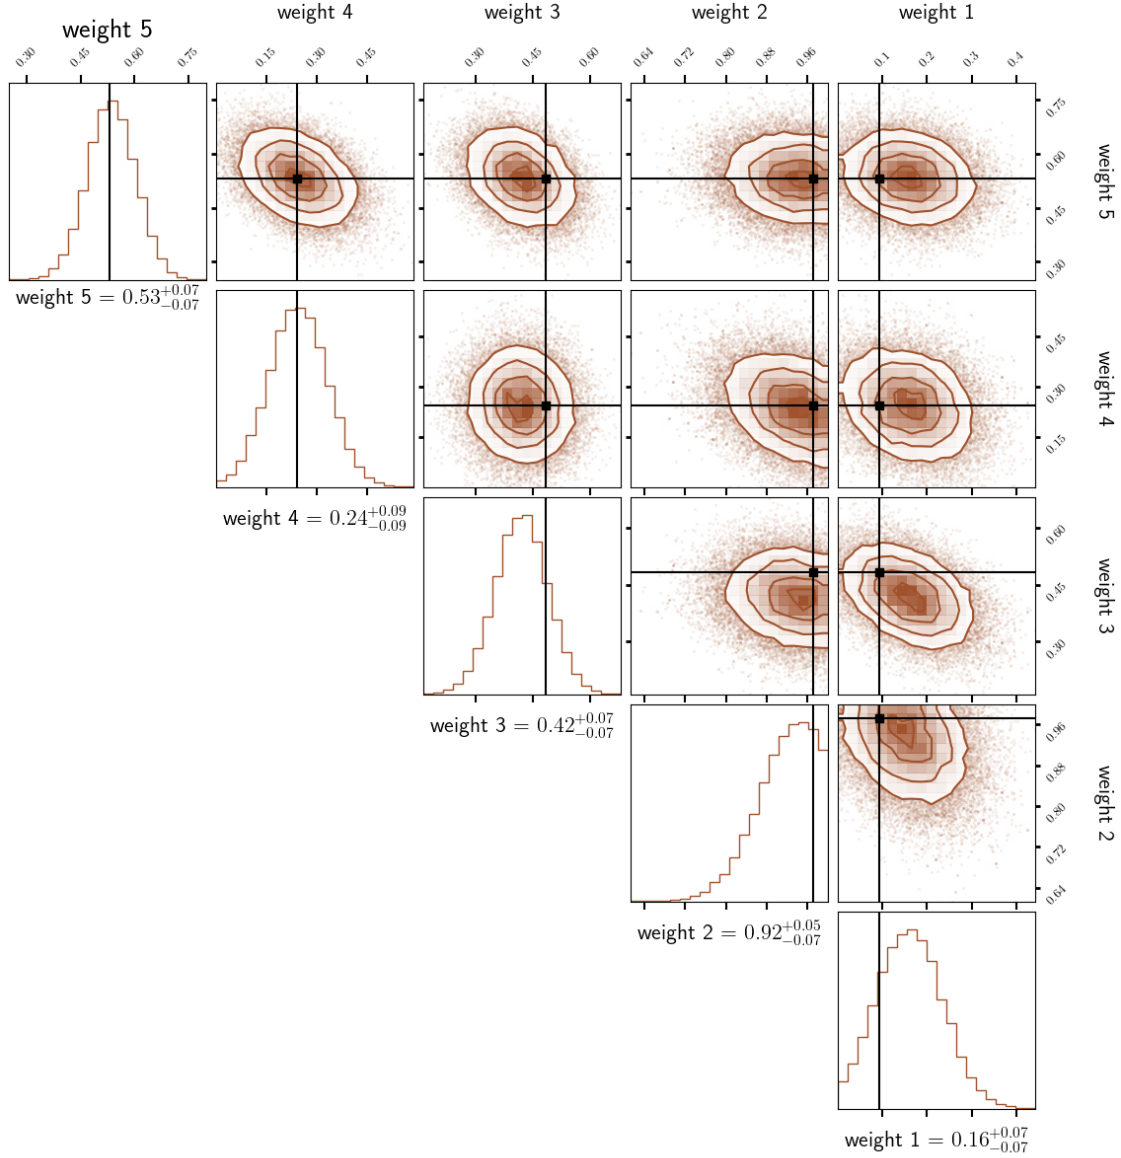 weight 5
weight 4
weight 3
weight 2
weight 1
0.30 0.45 0.60 0.75
0.15 0.30 0.45
0.30 0.45 0.60
0.64 0.72 0.80 0.88 0.96
0.1 0.2 0.3 0.4
0.75
0.60
0.45
0.30
weight 5
weight 5 = 0.53^{+0.07}_{-0.07}
0.45
0.30
0.15
weight 4
weight 4 = 0.24^{+0.09}_{-0.09}
0.60
0.45
0.30
weight 3
weight 3 = 0.42^{+0.07}_{-0.07}
0.96
0.88
0.80
0.72
0.64
weight 2
weight 2 = 0.92^{+0.05}_{-0.07}
weight 1 = 0.16^{+0.07}_{-0.07}